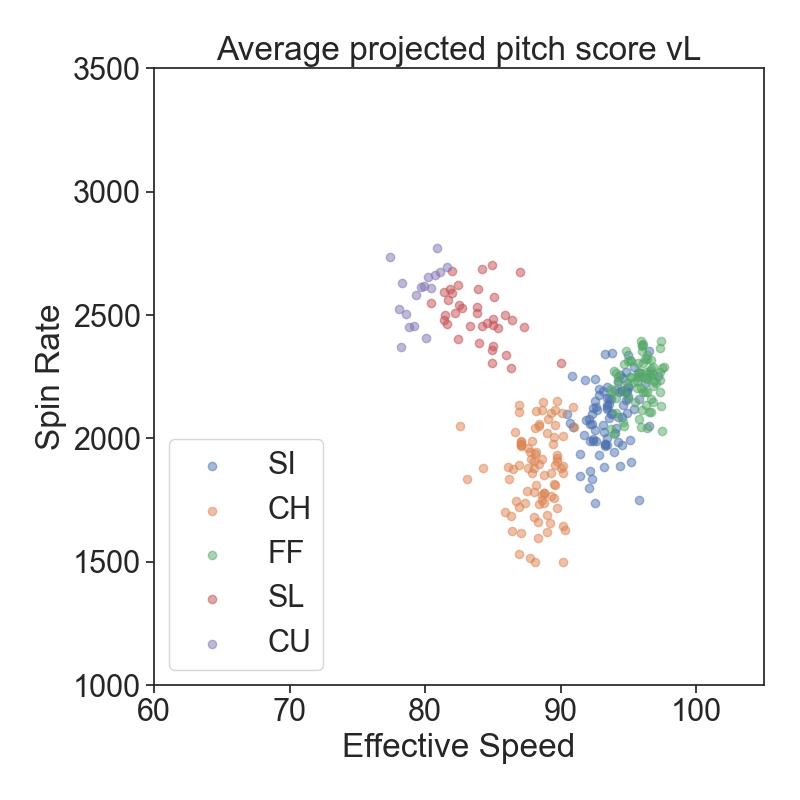 Average projected pitch score vL
3500
3000
2500
2000
1500
1000
Spin Rate
SI
CH
FF
SL
CU
60 70 80 90 100
Effective Speed